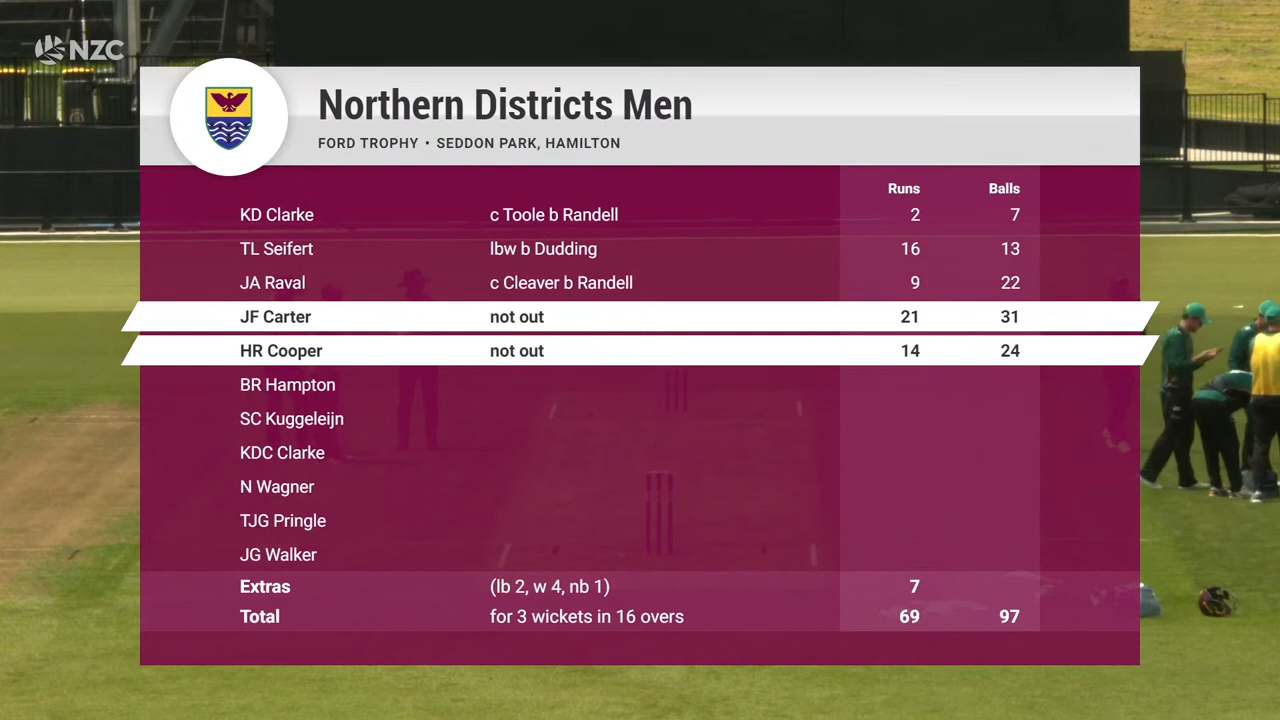 NZC
Northern Districts Men
FORD TROPHY • SEDDON PARK, HAMILTON
Runs Balls
KD Clarke c Toole b Randell 2 7
TL Seifert lbw b Dudding 16 13
JA Raval c Cleaver b Randell 9 22
JF Carter not out 21 31
HR Cooper not out 14 24
BR Hampton
SC Kuggeleijn
KDC Clarke
N Wagner
TJG Pringle
JG Walker
Extras (lb 2, w 4, nb 1) 7
Total for 3 wickets in 16 overs 69 97